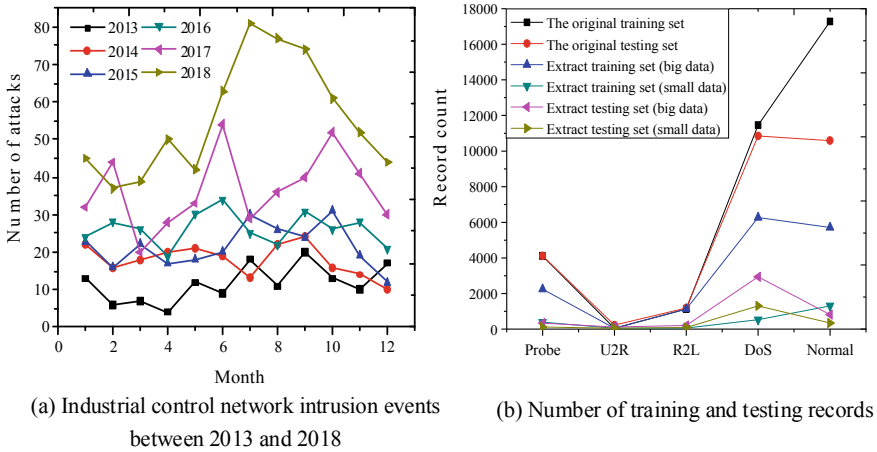 2013
2014
2015
2016
2017
2018
Number of attacks
80
70
60
50
40
30
20
10
0
0 2 4 6 8 10 12
Month
(a) Industrial control network intrusion events
between 2013 and 2018
The original training set
The original testing set
Extract training set (big data)
Extract training set (small data)
Extract testing set (big data)
Extract testing set (small data)
Record count
18000
16000
14000
12000
10000
8000
6000
4000
2000
0
Probe U2R R2L DoS Normal
(b) Number of training and testing records